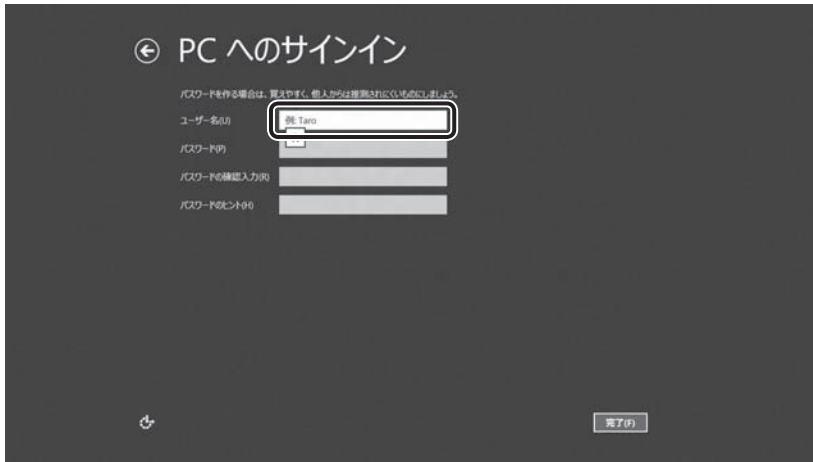 PC へのサインイン
パスワードを作る場合は、覚えやすく、他人からは推測されにくいものにしましょう。
ユーザー名(U)
例: Taro
パスワード(P)
パスワードの確認入力(R)
パスワードのヒント(H)
完了(F)